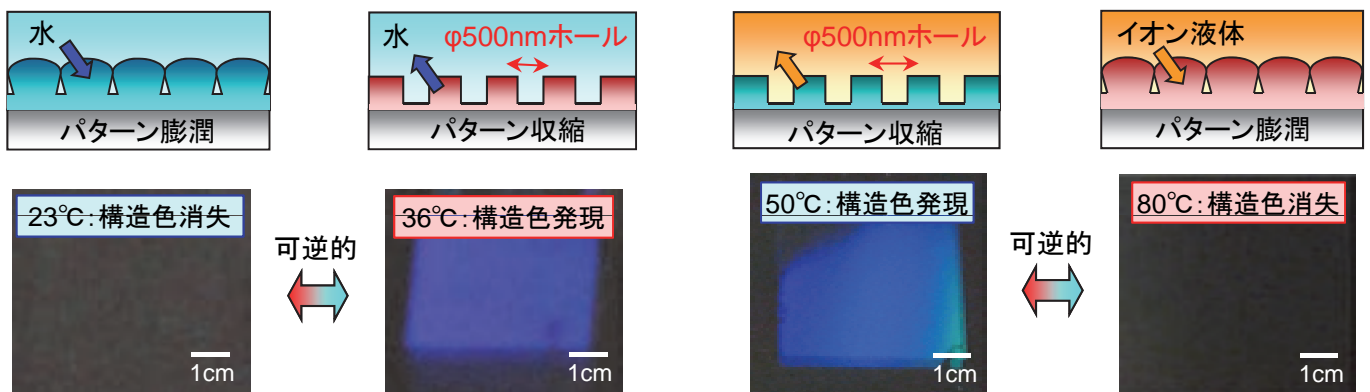 水
パターン膨潤
水
φ500nmホール
パターン収縮
φ500nmホール
パターン収縮
イオン液体
パターン膨潤
23℃:構造色消失
1cm
可逆的
36℃:構造色発現
1cm
50℃:構造色発現
1cm
可逆的
80℃:構造色消失
1cm